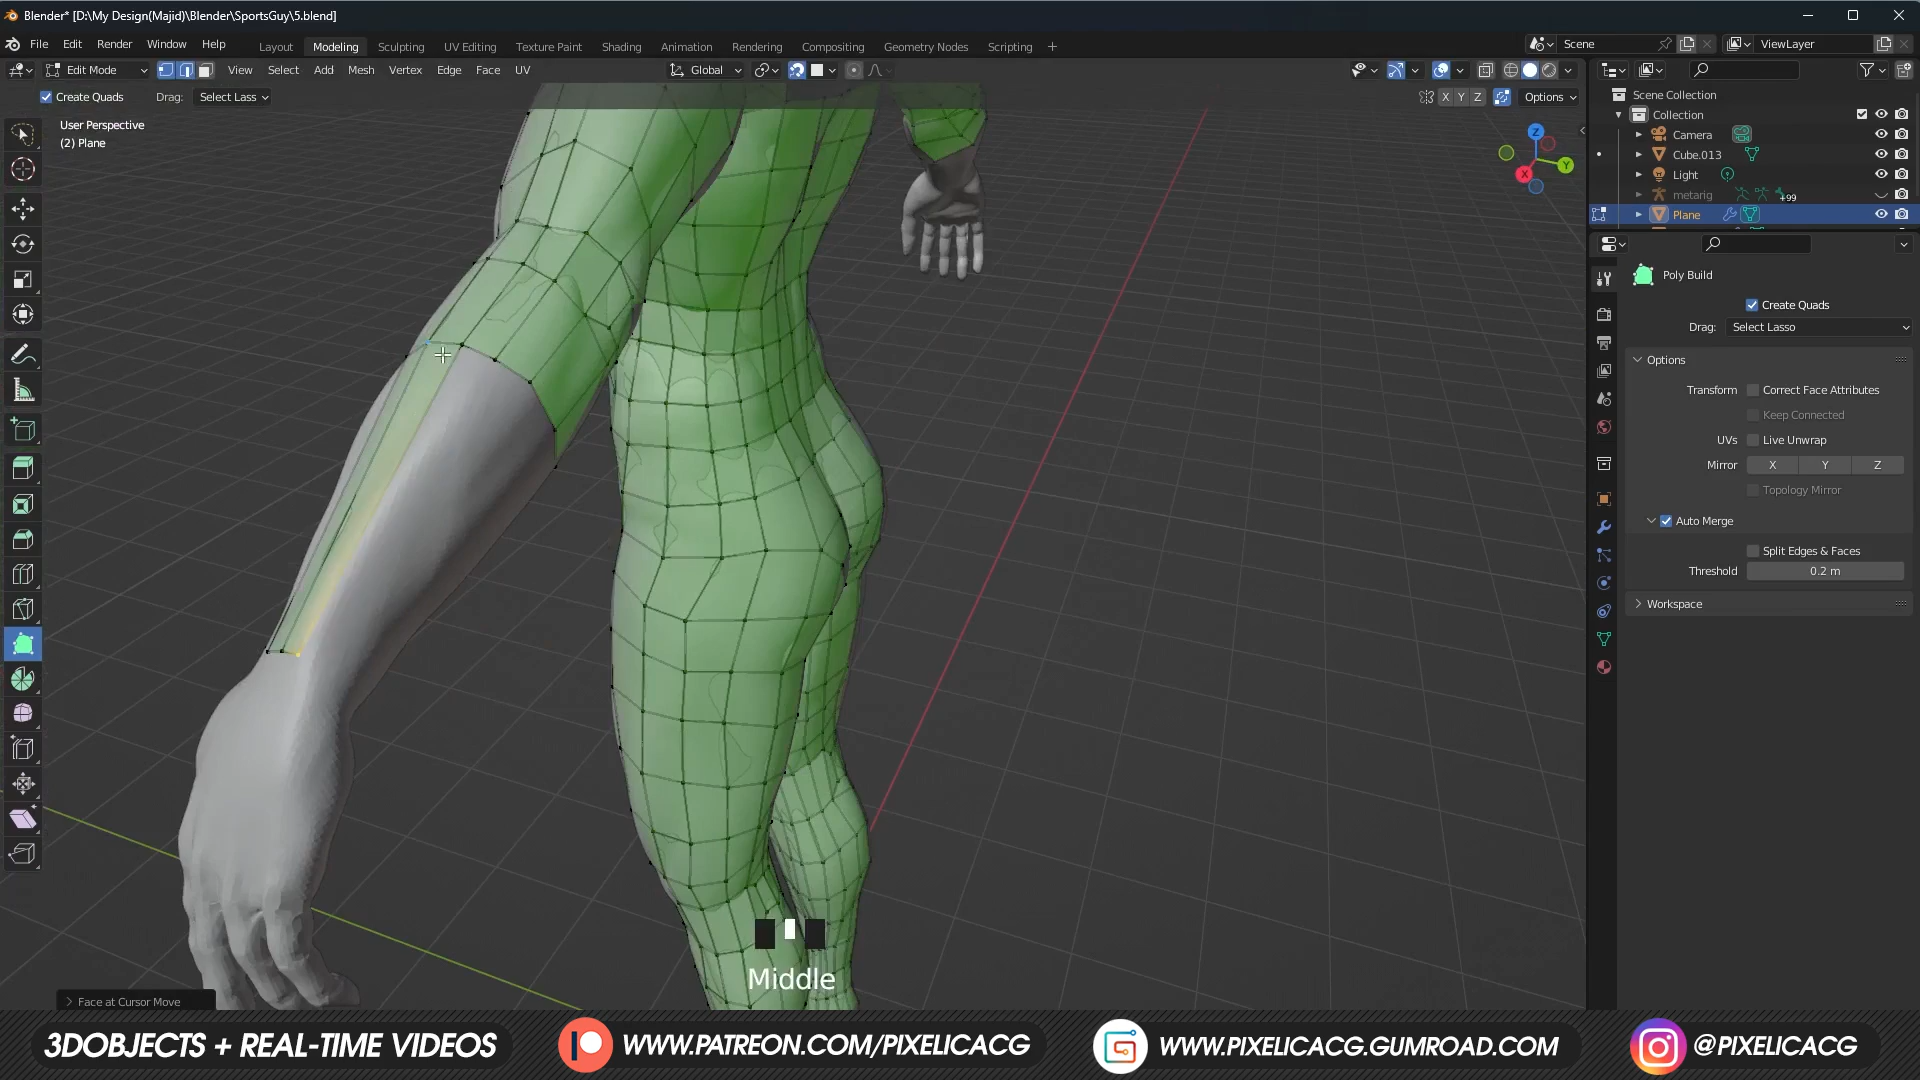 Blender* [D:\My Design(Majid)\Blender\SportsGuy\5.blend]
File Edit Render Window Help Layout Modeling Sculpting UV Editing Texture Paint Shading Animation Rendering Compositing Geometry Nodes Scripting + Scene ViewLayer
Edit Mode View Select Add Mesh Vertex Edge Face UV Global
Create Quads Drag: Select Lass X Y Z Options
User Perspective
(2) Plane
Z
Y
X
Scene Collection
Collection
Camera
Cube.013
Light
metarig +99
Plane
Poly Build
Create Quads
Drag: Select Lasso
Options
Transform Correct Face Attributes
Keep Connected
UVs Live Unwrap
Mirror X Y Z
Topology Mirror
Auto Merge
Split Edges & Faces
Threshold 0.2 m
Workspace
Middle
Face at Cursor Move
3DOBJECTS + REAL-TIME VIDEOS WWW.PATREON.COM/PIXELICACG WWW.PIXELICACG.GUMROAD.COM @PIXELICACG